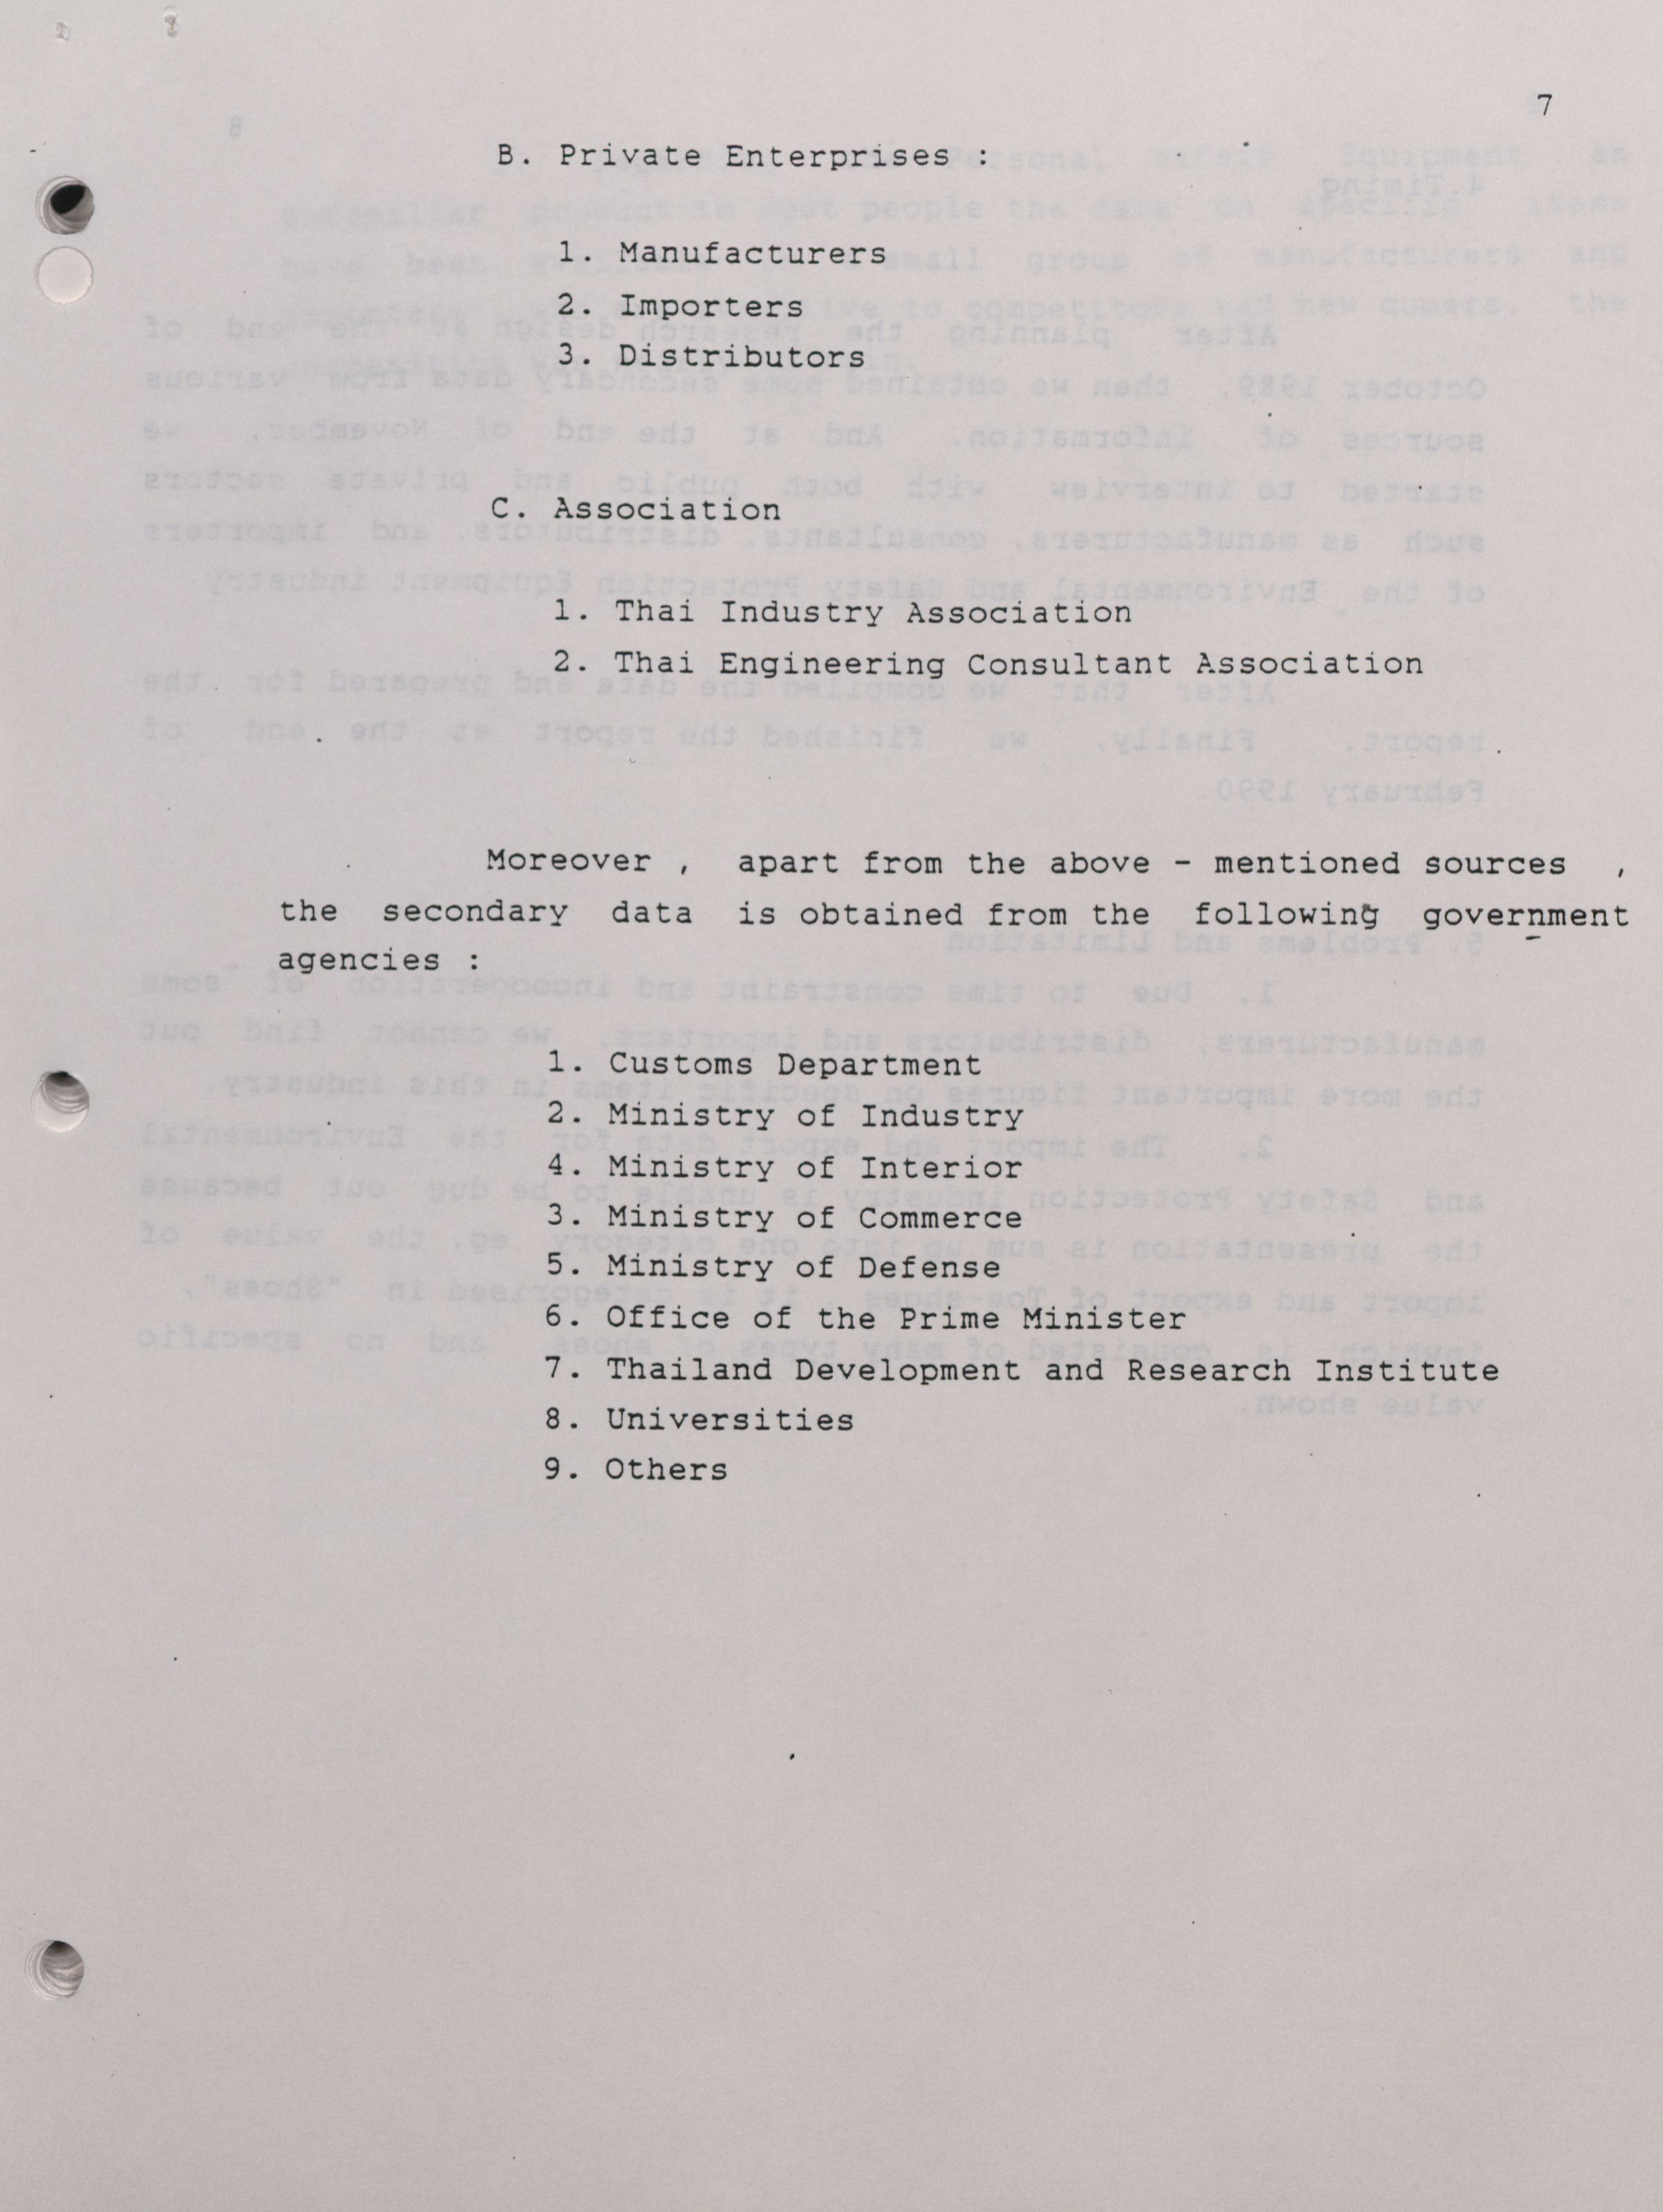 7
B. Private Enterprises :
1. Manufacturers
2. Importers
3. Distributors
C. Association
1. Thai Industry Association
2. Thai Engineering Consultant Association
Moreover , apart from the above - mentioned sources ,
the secondary data is obtained from the following government
agencies :
1. Customs Department
2. Ministry of Industry
4. Ministry of Interior
3. Ministry of Commerce
5. Ministry of Defense
6. Office of the Prime Minister
7. Thailand Development and Research Institute
8. Universities
9. Others